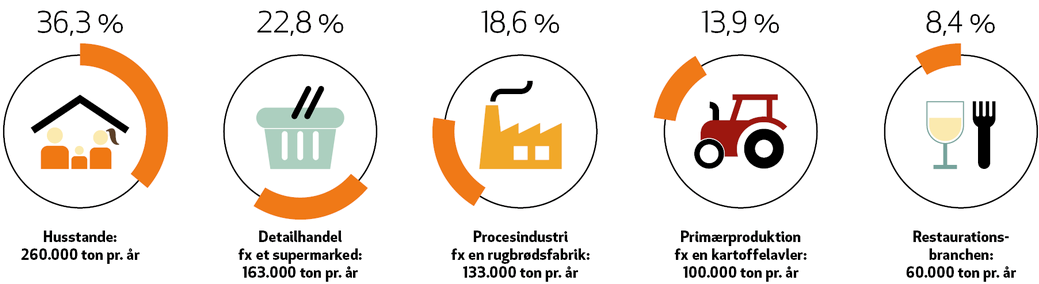 36,3 %
22,8 %
18,6 %
13,9 %
8,4 %
Husstande:
260.000 ton pr. år
Detailhandel
fx et supermarked:
163.000 ton pr. år
Procesindustri
fx en rugbrødsfabrik:
133.000 ton pr. år
Primærproduktion
fx en kartoffelavler:
100.000 ton pr. år
Restaurations-
branchen:
60.000 ton pr. år